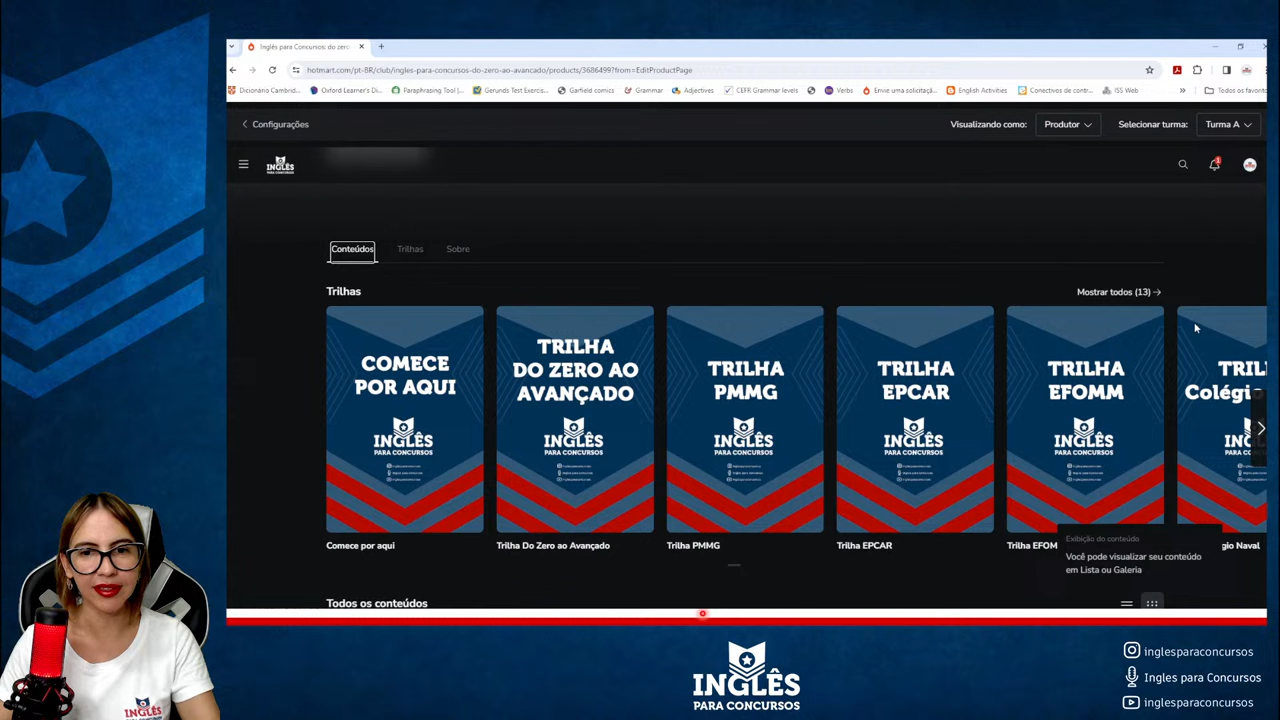 Inglês para Concursos: do zero
hotmart.com/pt-BR/club/ingles-para-concursos-do-zero-ao-avancado/products/3686499?from=EditProductPage
Dicionário Cambrid... Oxford Learner's Di... Paraphrasing Tool |... Gerunds Test Exercis... Garfield comics Grammar Adjectives CEFR Grammar levels Verbs Envie uma solicitaçã... English Activities Conectivos de contr... ISS Web Todos os favorito
Configurações
Visualizando como: Produtor Selecionar turma: Turma A
INGLÊS
PARA CONCURSOS
1
Conteúdos Trilhas Sobre
Trilhas
Mostrar todos (13)
COMECE
POR AQUI
INGLÊS
PARA CONCURSOS
TRILHA
DO ZERO AO
AVANÇADO
INGLÊS
PARA CONCURSOS
TRILHA
PMMG
INGLÊS
PARA CONCURSOS
TRILHA
EPCAR
INGLÊS
PARA CONCURSOS
TRILHA
EFOMM
INGLÊS
PARA CONCURSOS
TRIL
Colégio
Comece por aqui
Trilha Do Zero ao Avançado
Trilha PMMG
Trilha EPCAR
Trilha EFOM
gio Naval
Exibição do conteúdo
Você pode visualizar seu conteúdo
em Lista ou Galeria
Todos os conteúdos
INGLÊS
PARA CONCURSOS
inglesparaconcursos
Ingles para Concursos
inglesparaconcursos